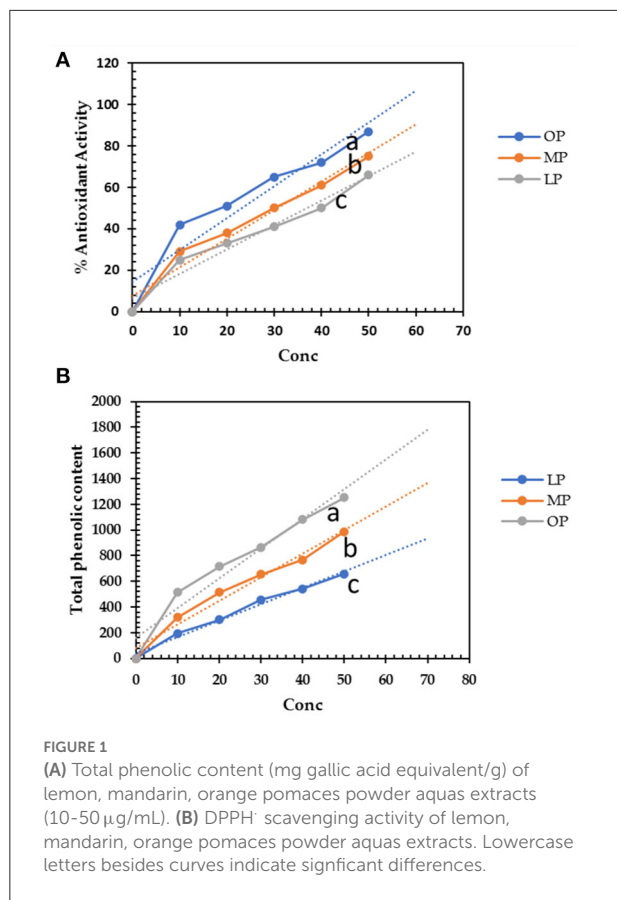 A
120
100
80
60
40
20
0
% Antioxidant Activity
a
b
c
OP
MP
LP
0 10 20 30 40 50 60 70
Conc
B
2000
1800
1600
1400
1200
1000
800
600
400
200
0
Total phenolic content
a
b
c
LP
MP
OP
0 10 20 30 40 50 60 70 80
Conc
FIGURE 1
(A) Total phenolic content (mg gallic acid equivalent/g) of
lemon, mandarin, orange pomaces powder aquas extracts
(10-50 μg/mL). (B) DPPH· scavenging activity of lemon,
mandarin, orange pomaces powder aquas extracts. Lowercase
letters besides curves indicate signficant differences.